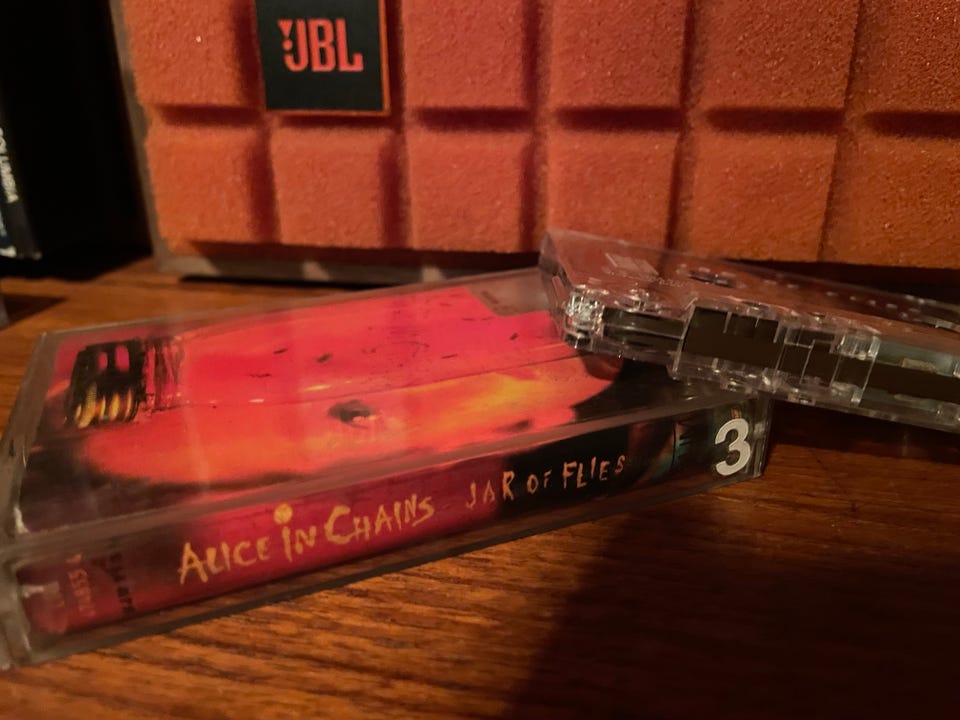 JBL
ALICE IN CHAINS JAR OF FLIES
3